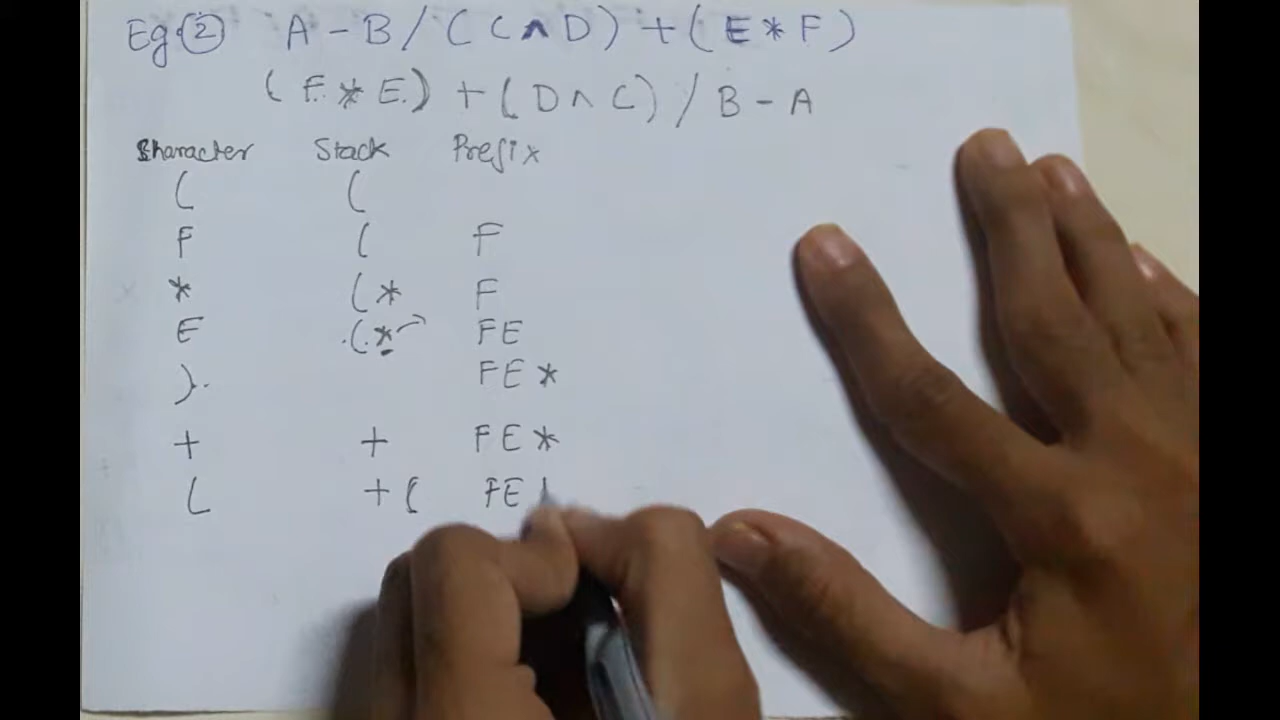 Eg ② A - B / ( C ^ D ) + ( E * F )
( F * E ) + ( D ^ C ) / B - A
Character Stack Prefix
( (
F ( F
* ( * F
E ( * → FE
) FE *
+ + FE *
( + ( FE